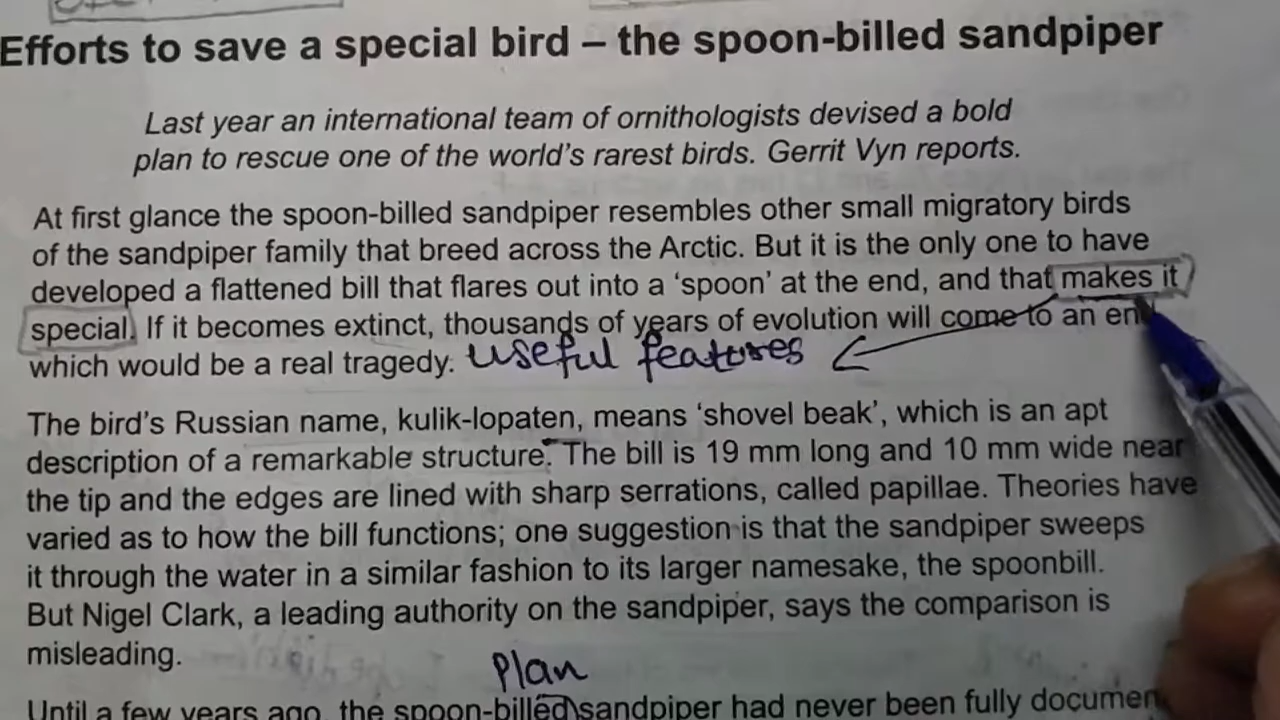 Efforts to save a special bird – the spoon-billed sandpiper
Last year an international team of ornithologists devised a bold
plan to rescue one of the world's rarest birds. Gerrit Vyn reports.
At first glance the spoon-billed sandpiper resembles other small migratory birds
of the sandpiper family that breed across the Arctic. But it is the only one to have
developed a flattened bill that flares out into a 'spoon' at the end, and that makes it
special. If it becomes extinct, thousands of years of evolution will come to an
which would be a real tragedy. useful features
The bird's Russian name, kulik-lopaten, means 'shovel beak', which is an apt
description of a remarkable structure. The bill is 19 mm long and 10 mm wide near
the tip and the edges are lined with sharp serrations, called papillae. Theories have
varied as to how the bill functions; one suggestion is that the sandpiper sweeps
it through the water in a similar fashion to its larger namesake, the spoonbill.
But Nigel Clark, a leading authority on the sandpiper, says the comparison is
misleading.
Plan
Until a few years ago, the spoon-billed sandpiper had never been fully